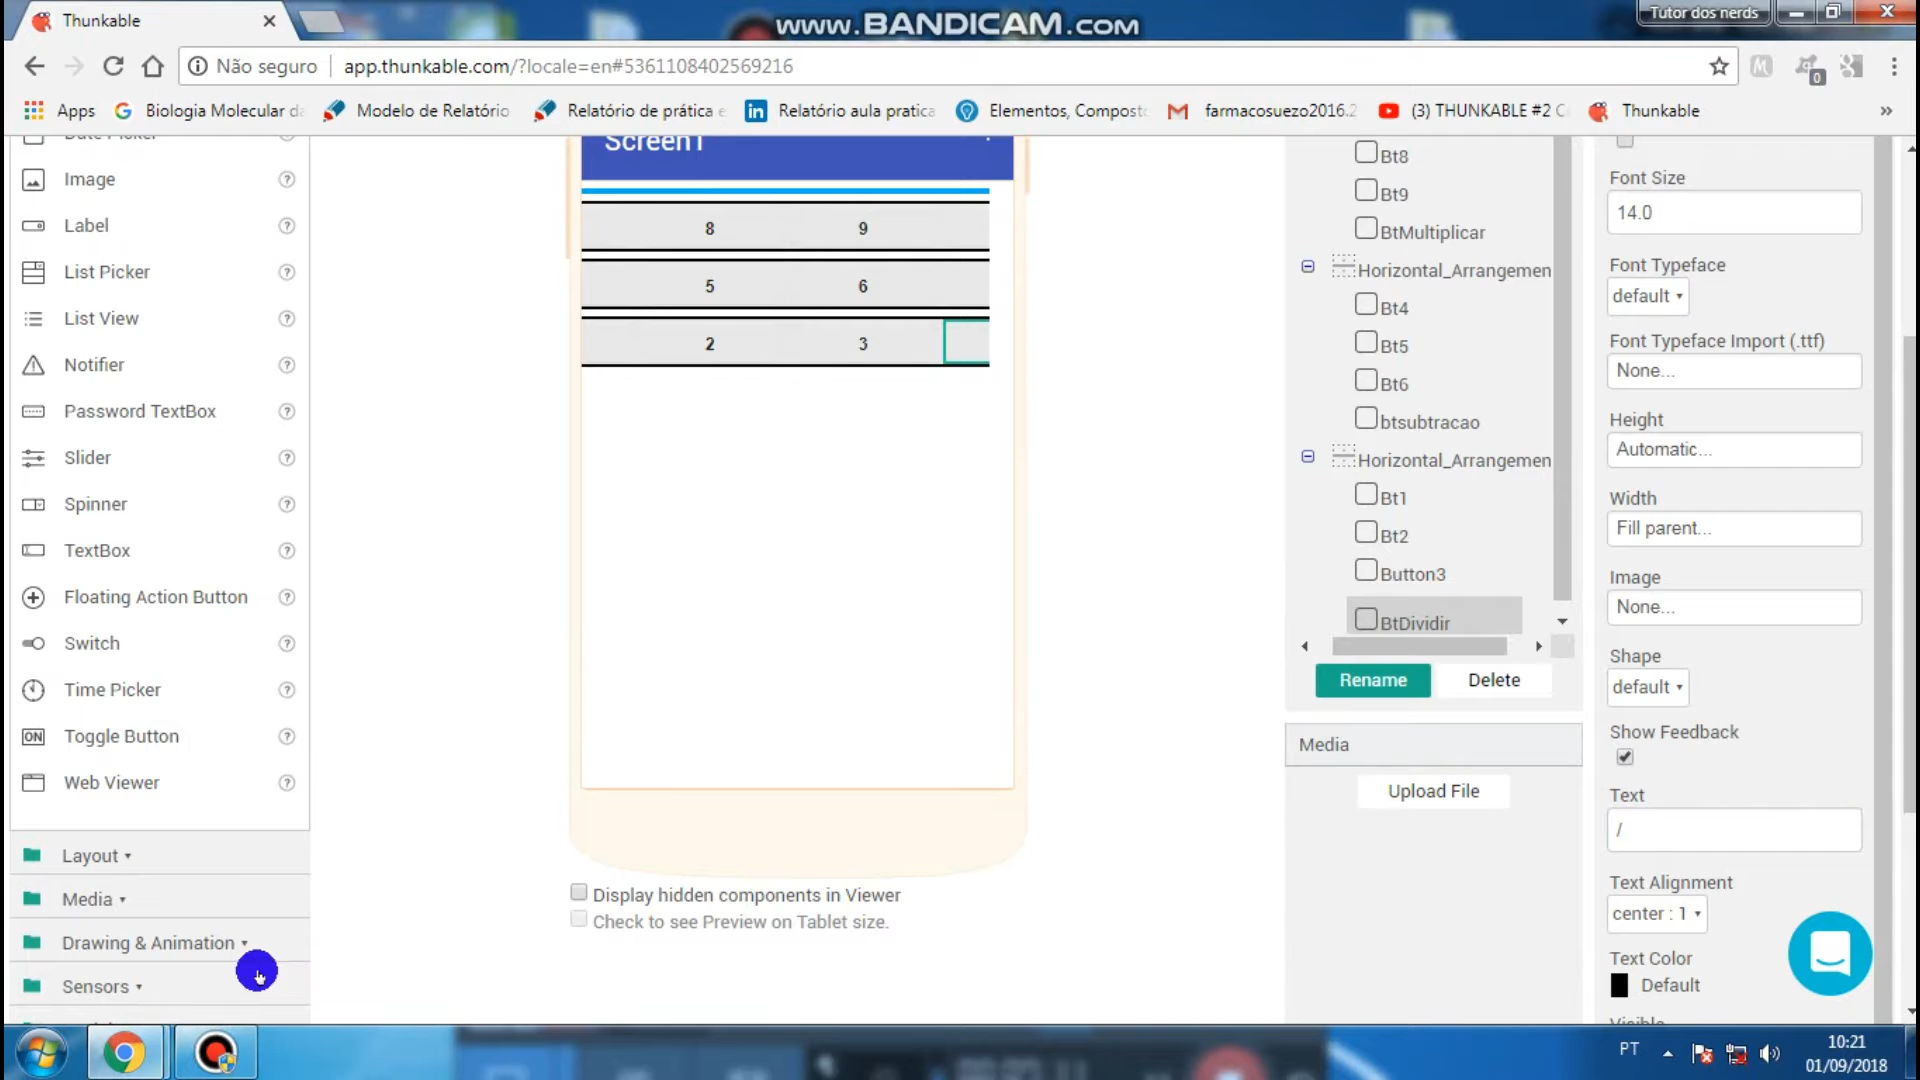 Thunkable
www.BANDICAM.com
Tutor dos nerds
Não seguro
app.thunkable.com/?locale=en#5361108402569216
0
Apps
Biologia Molecular da
Modelo de Relatório
Relatório de prática e
Relatório aula pratica
Elementos, Compost
farmacosuezo2016.2
(3) THUNKABLE #2 C
Thunkable
»
Date Picker
Image
Label
List Picker
List View
Notifier
Password TextBox
Slider
Spinner
TextBox
Floating Action Button
Switch
Time Picker
ON Toggle Button
Web Viewer
Layout
Media
Drawing & Animation
Sensors
Screen1
8 9
5 6
2 3
Display hidden components in Viewer
Check to see Preview on Tablet size.
Bt8
Bt9
BtMultiplicar
Horizontal_Arrangemen
Bt4
Bt5
Bt6
btsubtracao
Horizontal_Arrangemen
Bt1
Bt2
Button3
BtDividir
Rename Delete
Media
Upload File
Font Size
14.0
Font Typeface
default
Font Typeface Import (.ttf)
None...
Height
Automatic...
Width
Fill parent...
Image
None...
Shape
default
Show Feedback
Text
/
Text Alignment
center : 1
Text Color
Default
Visible
PT
10:21
01/09/2018